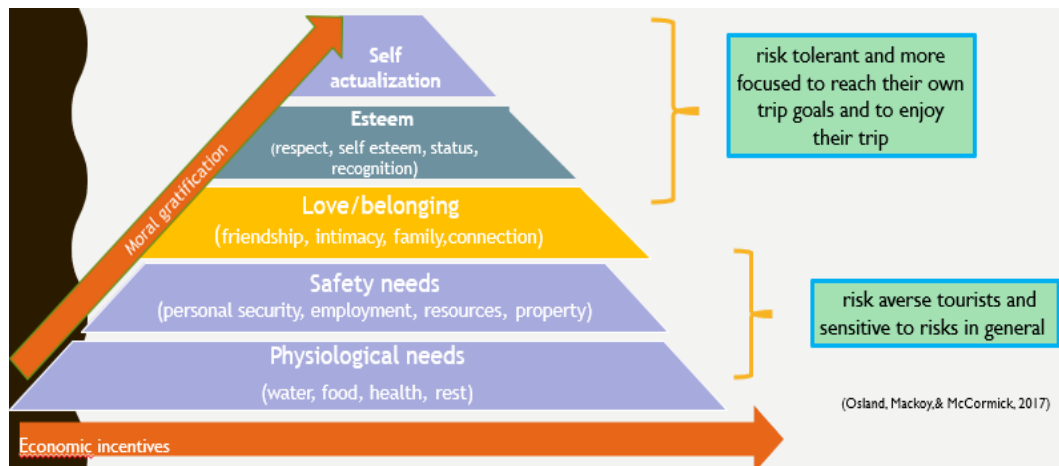 Self
actualization
Esteem
(respect, self esteem, status,
recognition)
Love/belonging
(friendship, intimacy, family,connection)
Safety needs
(personal security, employment, resources, property)
Physiological needs
(water, food, health, rest)
Moral gratification
Economic incentives
risk tolerant and more
focused to reach their own
trip goals and to enjoy
their trip
risk averse tourists and
sensitive to risks in general
(Osland, Mackoy,& McCormick, 2017)